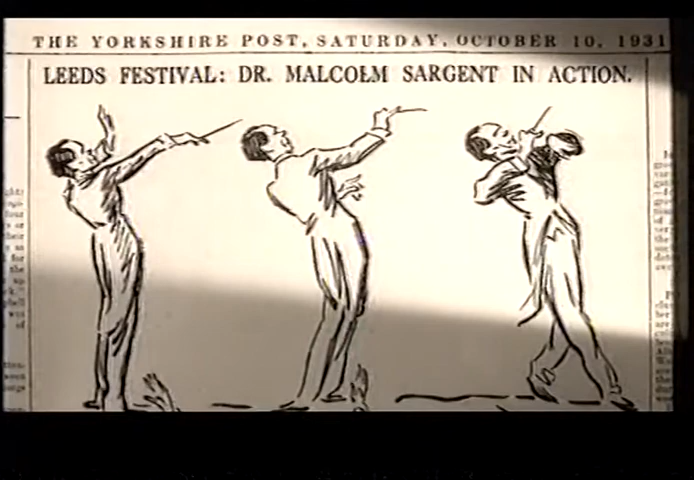 THE YORKSHIRE POST, SATURDAY, OCTOBER 10, 1931
LEEDS FESTIVAL: DR. MALCOLM SARGENT IN ACTION.